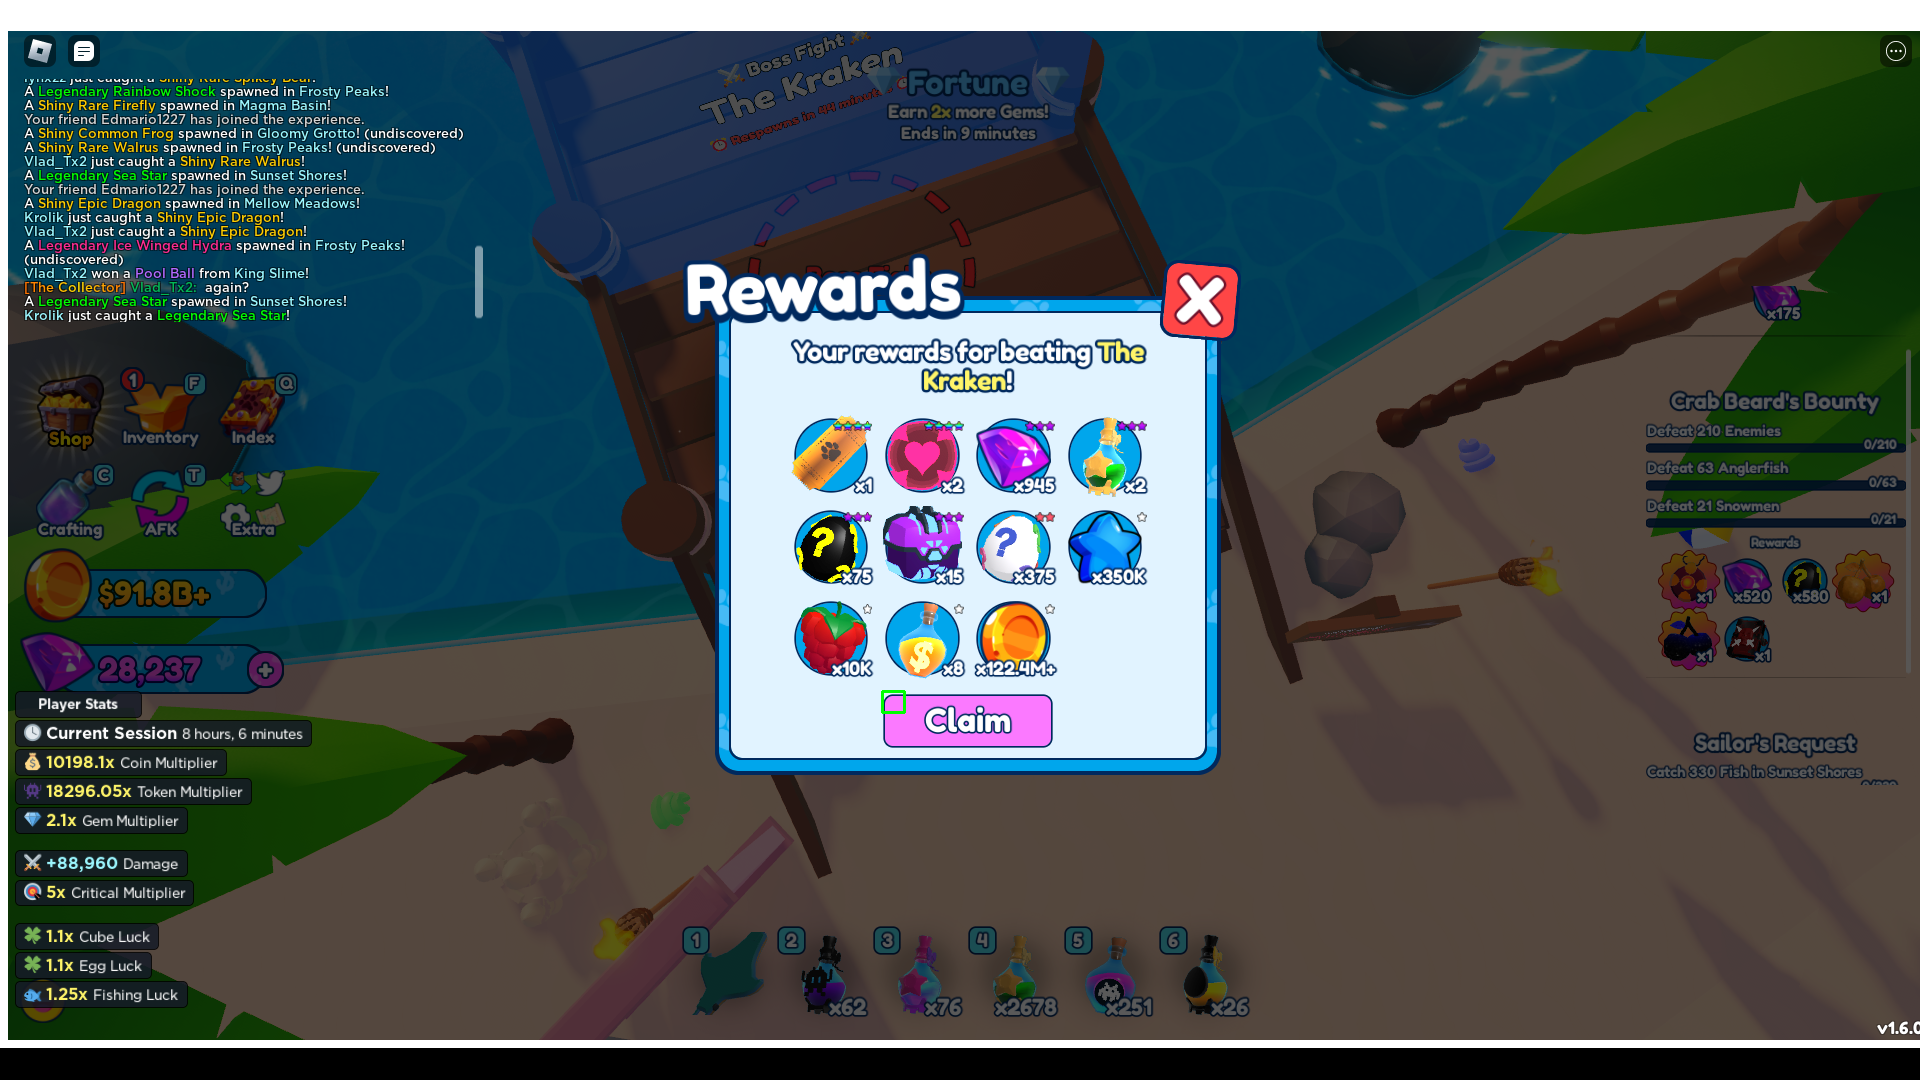 lynx22 just caught a Shiny Rare Spikey Bear!
A Legendary Rainbow Shock spawned in Frosty Peaks!
A Shiny Rare Firefly spawned in Magma Basin!
Your friend Edmario1227 has joined the experience.
A Shiny Common Frog spawned in Gloomy Grotto! (undiscovered)
A Shiny Rare Walrus spawned in Frosty Peaks! (undiscovered)
Vlad_Tx2 just caught a Shiny Rare Walrus!
A Legendary Sea Star spawned in Sunset Shores!
Your friend Edmario1227 has joined the experience.
A Shiny Epic Dragon spawned in Mellow Meadows!
Krolik just caught a Shiny Epic Dragon!
Vlad_Tx2 just caught a Shiny Epic Dragon!
A Legendary Ice Winged Hydra spawned in Frosty Peaks!
(undiscovered)
Vlad_Tx2 won a Pool Ball from King Slime!
[The Collector] Vlad_Tx2: again?
A Legendary Sea Star spawned in Sunset Shores!
Krolik just caught a Legendary Sea Star!
Boss Fight
The Kraken
Respawns in 44 minutes
Fortune
Earn 2x more Gems!
Ends in 9 minutes
1
F
Q
Shop
Inventory
Index
C
T
Crafting
AFK
Extra
$91.8B+
28,237
Player Stats
Current Session 8 hours, 6 minutes
10198.1x Coin Multiplier
18296.05x Token Multiplier
2.1x Gem Multiplier
+88,960 Damage
5x Critical Multiplier
1.1x Cube Luck
1.1x Egg Luck
1.25x Fishing Luck
Rewards
X
Your rewards for beating The
Kraken!
x1
x2
x945
x2
?
x75
x15
?
x375
x350K
x10K
$
x8
x122.4M+
Claim
1
2
3
4
5
6
x62
x76
x2678
x251
x26
x175
Crab Beard's Bounty
Defeat 210 Enemies
0/210
Defeat 63 Anglerfish
0/63
Defeat 21 Snowmen
0/21
Rewards
x1
x520
?
x580
x1
x1
x1
Sailor's Request
Catch 330 Fish in Sunset Shores
v1.6.0